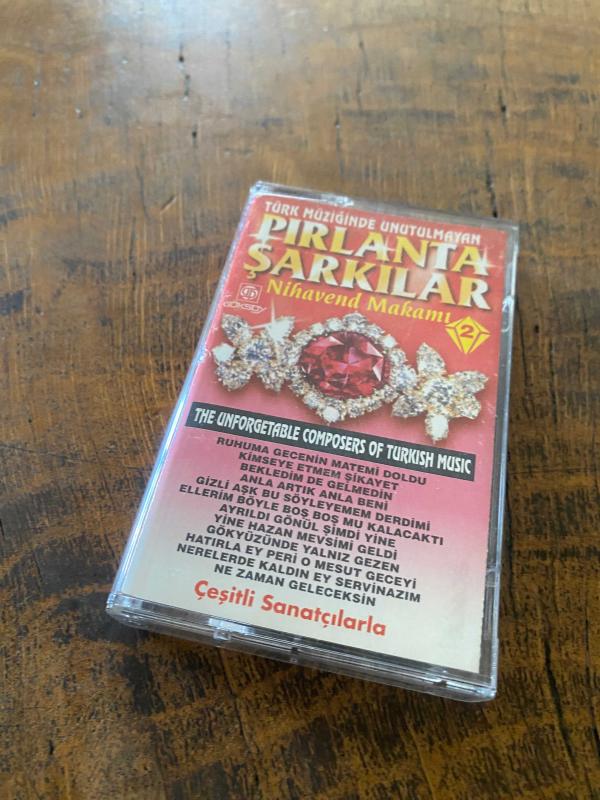 TÜRK MÜZİĞİNDE UNUTULMAYAN
PIRLANTA
ŞARKILAR
Nihavend Makamı
GÖKSOY
2
THE UNFORGETABLE COMPOSERS OF TURKISH MUSIC
RUHUMA GECENİN MATEMİ DOLDU
KİMSEYE ETMEM ŞİKAYET
BEKLEDİM DE GELMEDİN
ANLA ARTIK ANLA BENİ
GİZLİ AŞK BU SÖYLEYEMEM DERDİMİ
ELLERİM BÖYLE BOŞ BOŞ MU KALACAKTI
AYRILDI GÖNÜL ŞİMDİ YİNE
YİNE HAZAN MEVSİMİ GELDİ
GÖKYÜZÜNDE YALNIZ GEZEN
HATIRLA EY PERİ O MESUT GECEYİ
NERELERDE KALDIN EY SERVİNAZIM
NE ZAMAN GELECEKSİN
Çeşitli Sanatçılarla